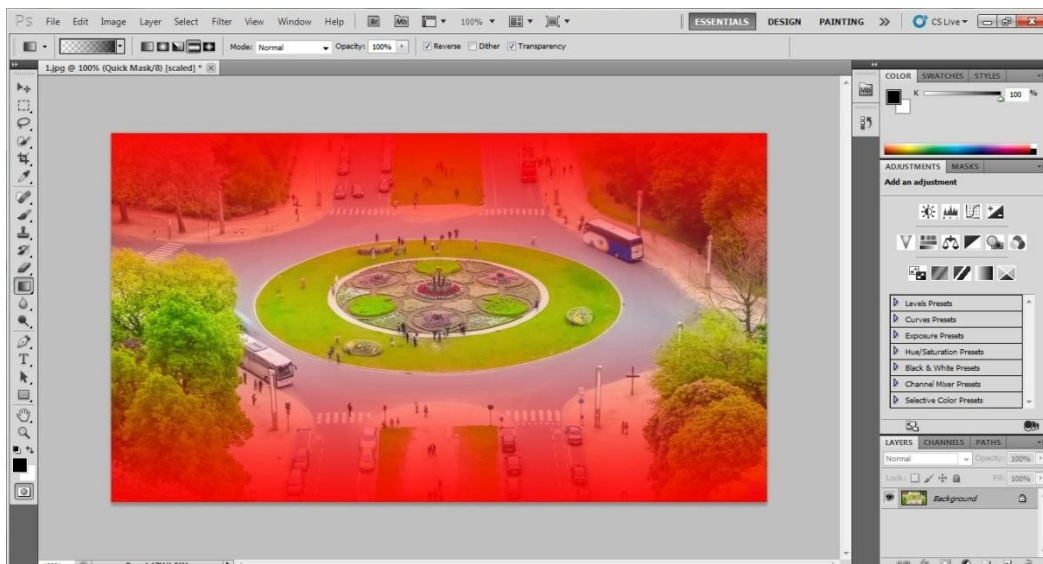 PS File Edit Image Layer Select Filter View Window Help Br Mb 100% ESSENTIALS DESIGN PAINTING >> CS Live
Mode: Normal Opacity: 100% Reverse Dither Transparency
1.jpg @ 100% (Quick Mask/8) [scaled] *
COLOR SWATCHES STYLES
K 100 %
ADJUSTMENTS MASKS
Add an adjustment
Levels Presets
Curves Presets
Exposure Presets
Hue/Saturation Presets
Black & White Presets
Channel Mixer Presets
Selective Color Presets
LAYERS CHANNELS PATHS
Normal Opacity: 100%
Lock: Fill: 100%
Background